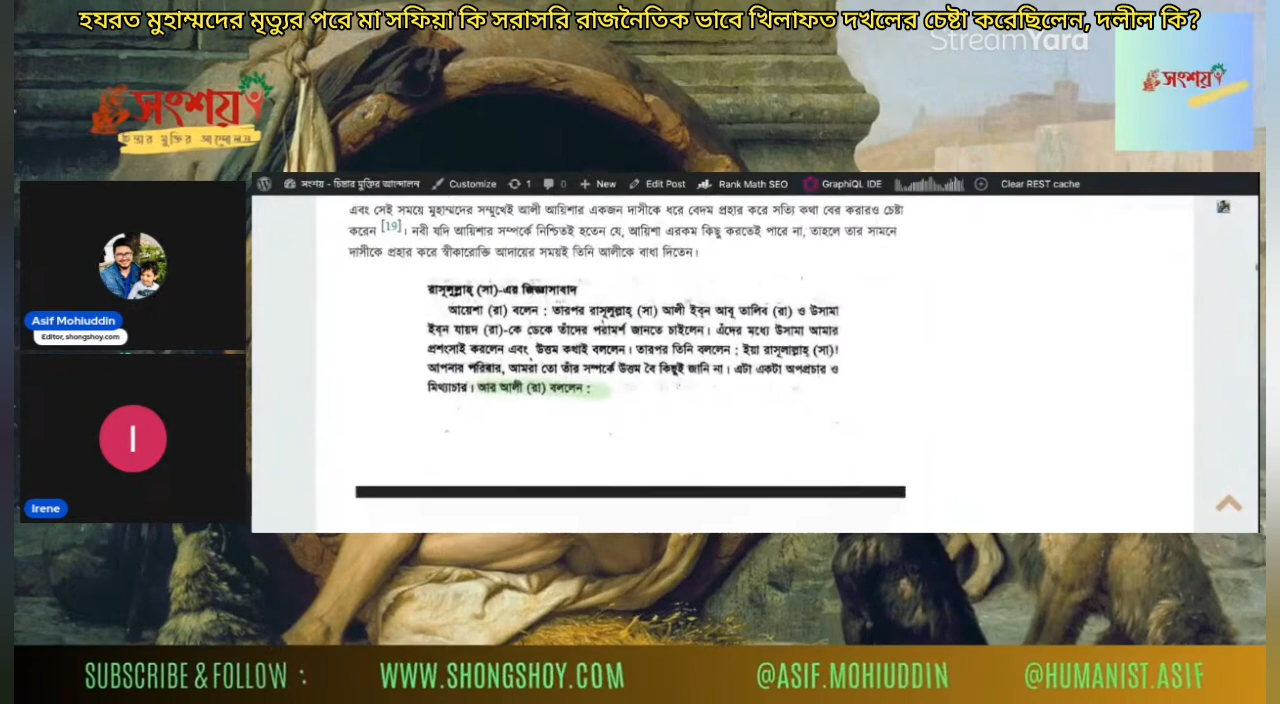 হযরত মুহাম্মদের মৃত্যুর পরে মা সফিয়া কি সরাসরি রাজনৈতিক ভাবে খিলাফত দখলের চেষ্টা করেছিলেন, দলীল কি?
StreamYard
সংশয়
চিন্তার মুক্তির আন্দোলন
সংশয়
সংশয় - চিন্তার মুক্তির আন্দোলন Customize 1 0 New Edit Post Rank Math SEO GraphiQL IDE Clear REST cache
এবং সেই সময়ে মুহাম্মদের সম্মুখেই আলী আয়িশার একজন দাসীকে ধরে বেদম প্রহার করে সত্যি কথা বের করারও চেষ্টা
করেন [19]। নবী যদি আয়িশার সম্পর্কে নিশ্চিতই হতেন যে, আয়িশা এরকম কিছু করতেই পারে না, তাহলে তার সামনে
দাসীকে প্রহার করে স্বীকারোক্তি আদায়ের সময়ই তিনি আলীকে বাধা দিতেন।
রাসূলুল্লাহ্ (সা)-এর জিজ্ঞাসাবাদ
আয়েশা (রা) বলেন : তারপর রাসূলুল্লাহ্ (সা) আলী ইব্ন আবূ তালিব (রা) ও উসামা
ইব্ন যায়দ (রা)-কে ডেকে তাঁদের পরামর্শ জানতে চাইলেন। এঁদের মধ্যে উসামা আমার
প্রশংসাই করলেন এবং উত্তম কথাই বললেন। তারপর তিনি বললেন : ইয়া রাসূলাল্লাহ্ (সা)!
আপনার পরিবার, আমরা তো তাঁর সম্পর্কে উত্তম বৈ কিছুই জানি না। এটা একটা অপপ্রচার ও
মিথ্যাচার। আর আলী (রা) বললেন :
Asif Mohiuddin
Editor, shongshoy.com
I
Irene
SUBSCRIBE & FOLLOW : WWW.SHONGSHOY.COM @ASIF.MOHIUDDIN @HUMANIST.ASIF